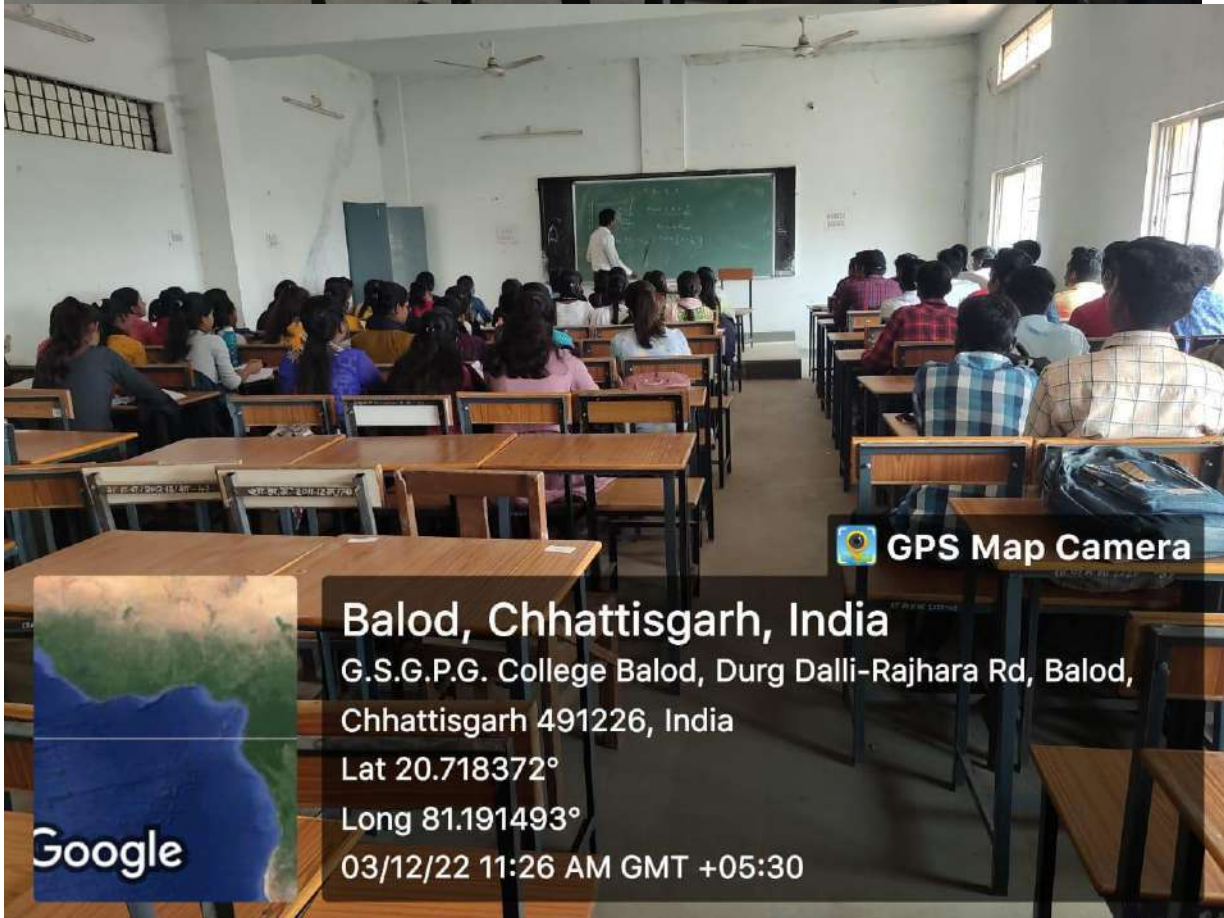 GPS Map Camera
Balod, Chhattisgarh, India
G.S.G.P.G. College Balod, Durg Dalli-Rajhara Rd, Balod,
Chhattisgarh 491226, India
Lat 20.718372°
Long 81.191493°
03/12/22 11:26 AM GMT +05:30
Google